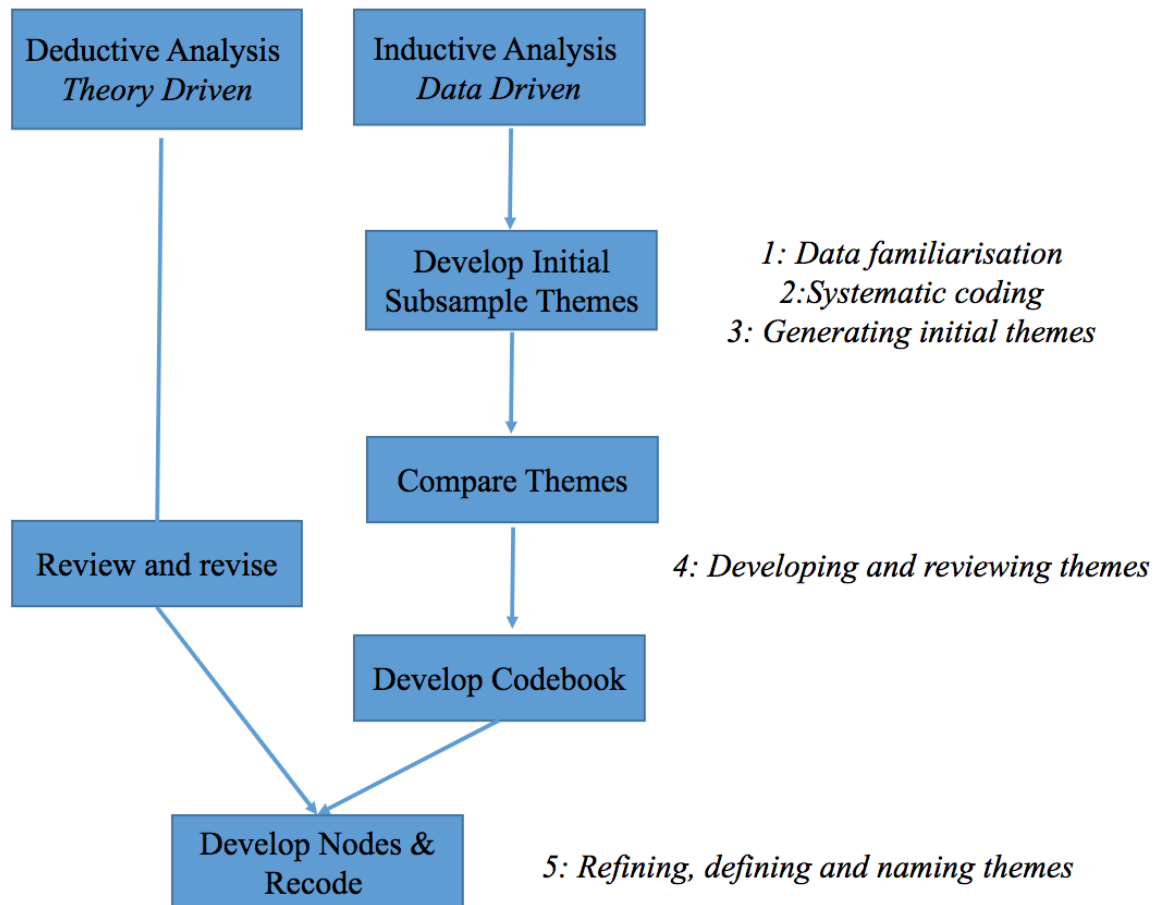 Deductive Analysis
Theory Driven
Inductive Analysis
Data Driven
Develop Initial
Subsample Themes
1: Data familiarisation
2:Systematic coding
3: Generating initial themes
Compare Themes
Review and revise
4: Developing and reviewing themes
Develop Codebook
Develop Nodes &
Recode
5: Refining, defining and naming themes